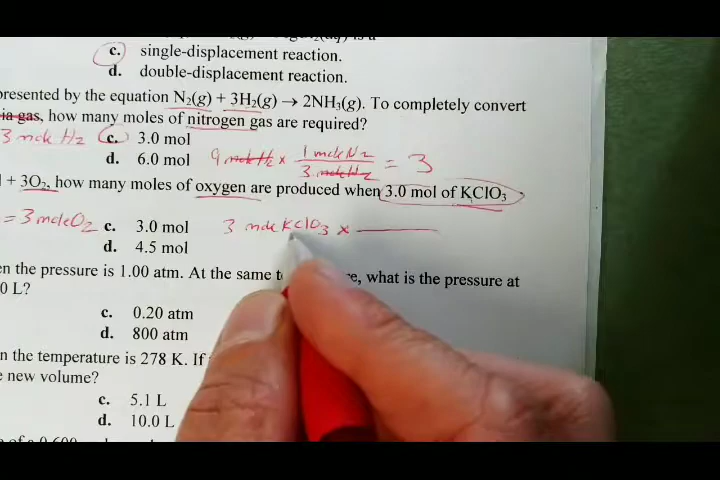 c. single-displacement reaction.
d. double-displacement reaction.
presented by the equation N₂(g) + 3H₂(g) → 2NH₃(g). To completely convert
ia gas, how many moles of nitrogen gas are required?
3 mole H₂ c. 3.0 mol
d. 6.0 mol 9 mole H₂ × 1 mole N₂ / 3 mole H₂ = 3
+ 3O₂, how many moles of oxygen are produced when 3.0 mol of KClO₃
= 3 mole O₂ c. 3.0 mol 3 mole KClO₃ ×
d. 4.5 mol
en the pressure is 1.00 atm. At the same e, what is the pressure at
0 L?
c. 0.20 atm
d. 800 atm
n the temperature is 278 K. If
e new volume?
c. 5.1 L
d. 10.0 L